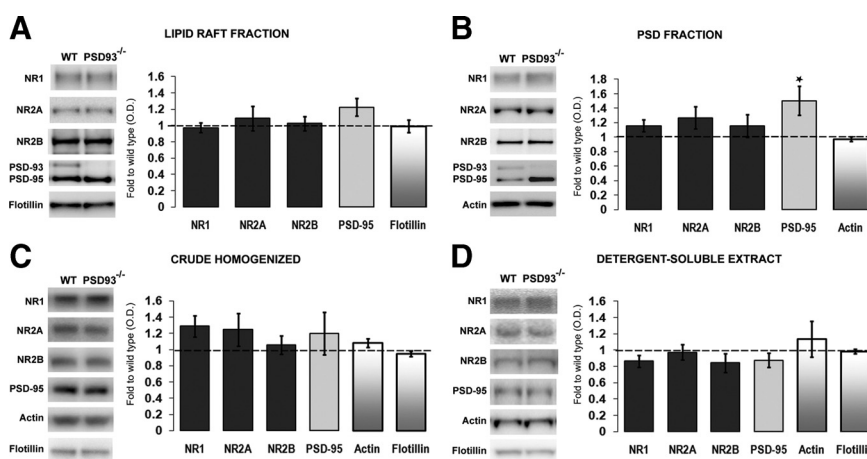 A
LIPID RAFT FRACTION
WT PSD93-/-
NR1
NR2A
NR2B
PSD-93
PSD-95
Flotillin
Fold to wild type (O.D.)
1.6
1.4
1.2
1
0.8
0.6
0.4
0.2
0
NR1 NR2A NR2B PSD-95 Flotillin
B
PSD FRACTION
WT PSD93-/-
NR1
NR2A
NR2B
PSD-93
PSD-95
Actin
Fold to wild type (O.D.)
1.8
1.6
1.4
1.2
1
0.8
0.6
0.4
0.2
0
★
NR1 NR2A NR2B PSD-95 Actin
C
CRUDE HOMOGENIZED
WT PSD93-/-
NR1
NR2A
NR2B
PSD-95
Actin
Flotillin
Fold to wild type (O.D.)
1.6
1.4
1.2
1
0.8
0.6
0.4
0.2
0
NR1 NR2A NR2B PSD-95 Actin Flotillin
D
DETERGENT-SOLUBLE EXTRACT
WT PSD93-/-
NR1
NR2A
NR2B
PSD-95
Actin
Flotillin
Fold to wild type (O.D.)
1.6
1.4
1.2
1
0.8
0.6
0.4
0.2
0
NR1 NR2A NR2B PSD-95 Actin Flotillin